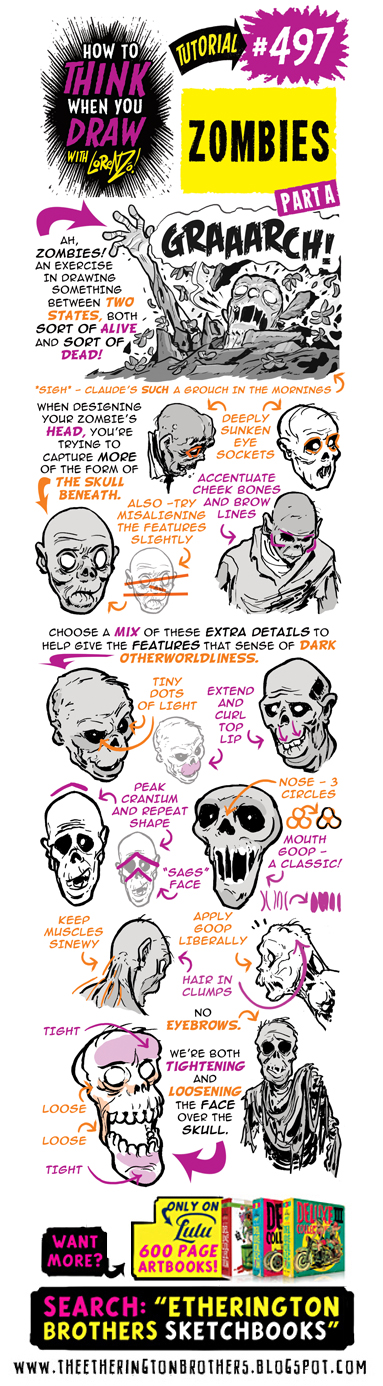 HOW TO
THINK
WHEN YOU
DRAW
WITH LORENZO!
TUTORIAL
#497
ZOMBIES
PART A
AH,
ZOMBIES!
AN EXERCISE
IN DRAWING
SOMETHING
BETWEEN TWO
STATES, BOTH
SORT OF ALIVE
AND SORT OF
DEAD!
GRAAARCH!
*SIGH* - CLAUDE'S SUCH A GROUCH IN THE MORNINGS
WHEN DESIGNING
YOUR ZOMBIE'S
HEAD, YOU'RE
TRYING TO
CAPTURE MORE
OF THE FORM OF
THE SKULL
BENEATH.
DEEPLY
SUNKEN
EYE
SOCKETS
ALSO - TRY
MISALIGNING
THE FEATURES
SLIGHTLY
ACCENTUATE
CHEEK BONES
AND BROW
LINES
CHOOSE A MIX OF THESE EXTRA DETAILS TO
HELP GIVE THE FEATURES THAT SENSE OF DARK
OTHERWORLDLINESS.
TINY
DOTS
OF LIGHT
EXTEND
AND
CURL
TOP
LIP
PEAK
CRANIUM
AND REPEAT
SHAPE
"SAGS"
FACE
NOSE - 3
CIRCLES
MOUTH
GOOP -
A CLASSIC!
KEEP
MUSCLES
SINEWY
APPLY
GOOP
LIBERALLY
HAIR IN
CLUMPS
NO
EYEBROWS.
TIGHT
LOOSE
LOOSE
TIGHT
WE'RE BOTH
TIGHTENING
AND
LOOSENING
THE FACE
OVER THE
SKULL.
WANT
MORE?
ONLY ON
Lulu
600 PAGE
ARTBOOKS!
DELUXE
SEARCH: "ETHERINGTON
BROTHERS SKETCHBOOKS"
WWW.THEETHERINGTONBROTHERS.BLOGSPOT.COM